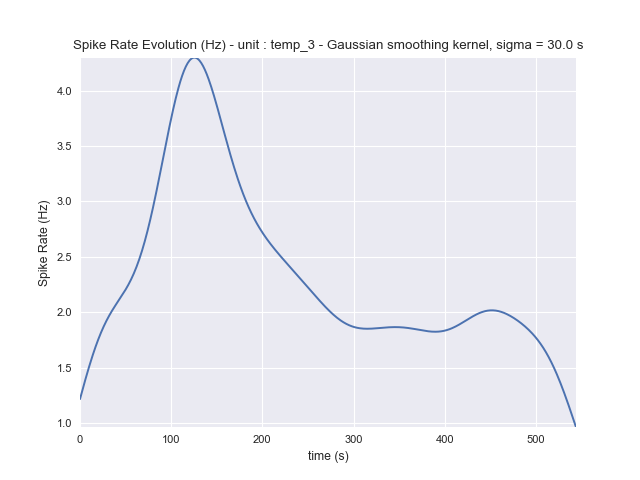 Spike Rate Evolution (Hz) - unit : temp_3 - Gaussian smoothing kernel, sigma = 30.0 s
4.0
3.5
3.0
2.5
2.0
1.5
1.0
Spike Rate (Hz)
0 100 200 300 400 500
time (s)